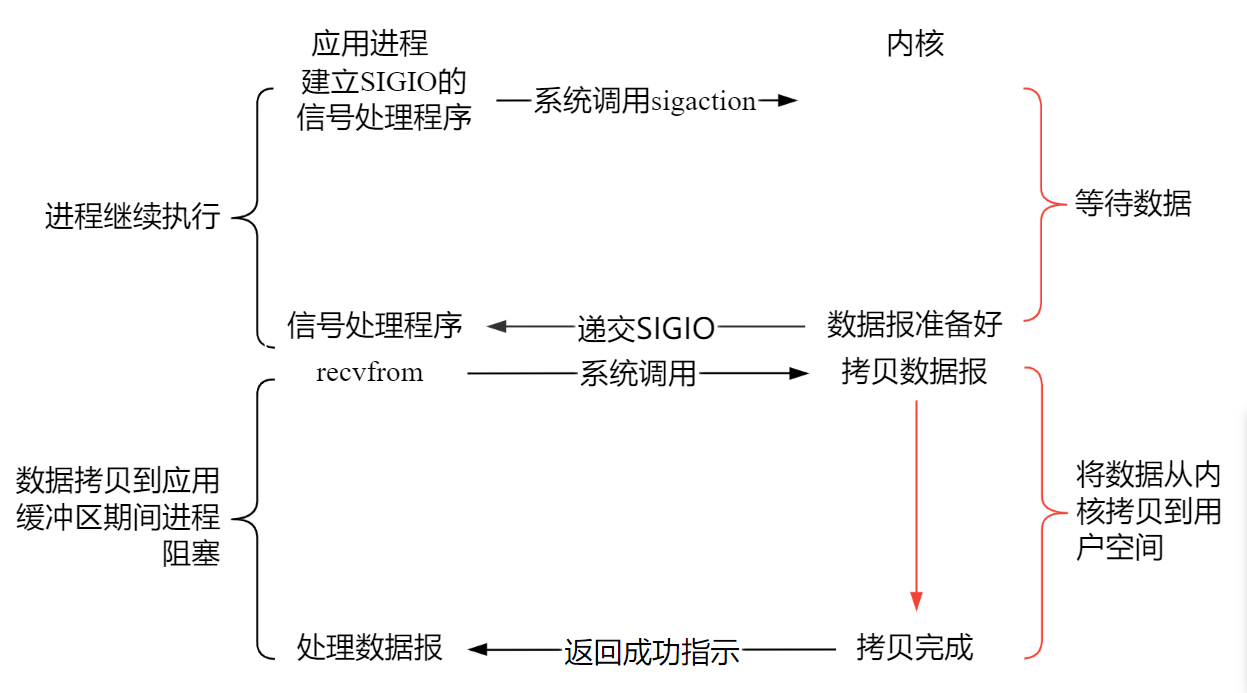 应用进程
内核
建立SIGIO的
信号处理程序
系统调用sigaction
进程继续执行
等待数据
信号处理程序
递交SIGIO
数据报准备好
recvfrom
系统调用
拷贝数据报
数据拷贝到应用
缓冲区期间进程
阻塞
将数据从内
核拷贝到用
户空间
处理数据报
返回成功指示
拷贝完成